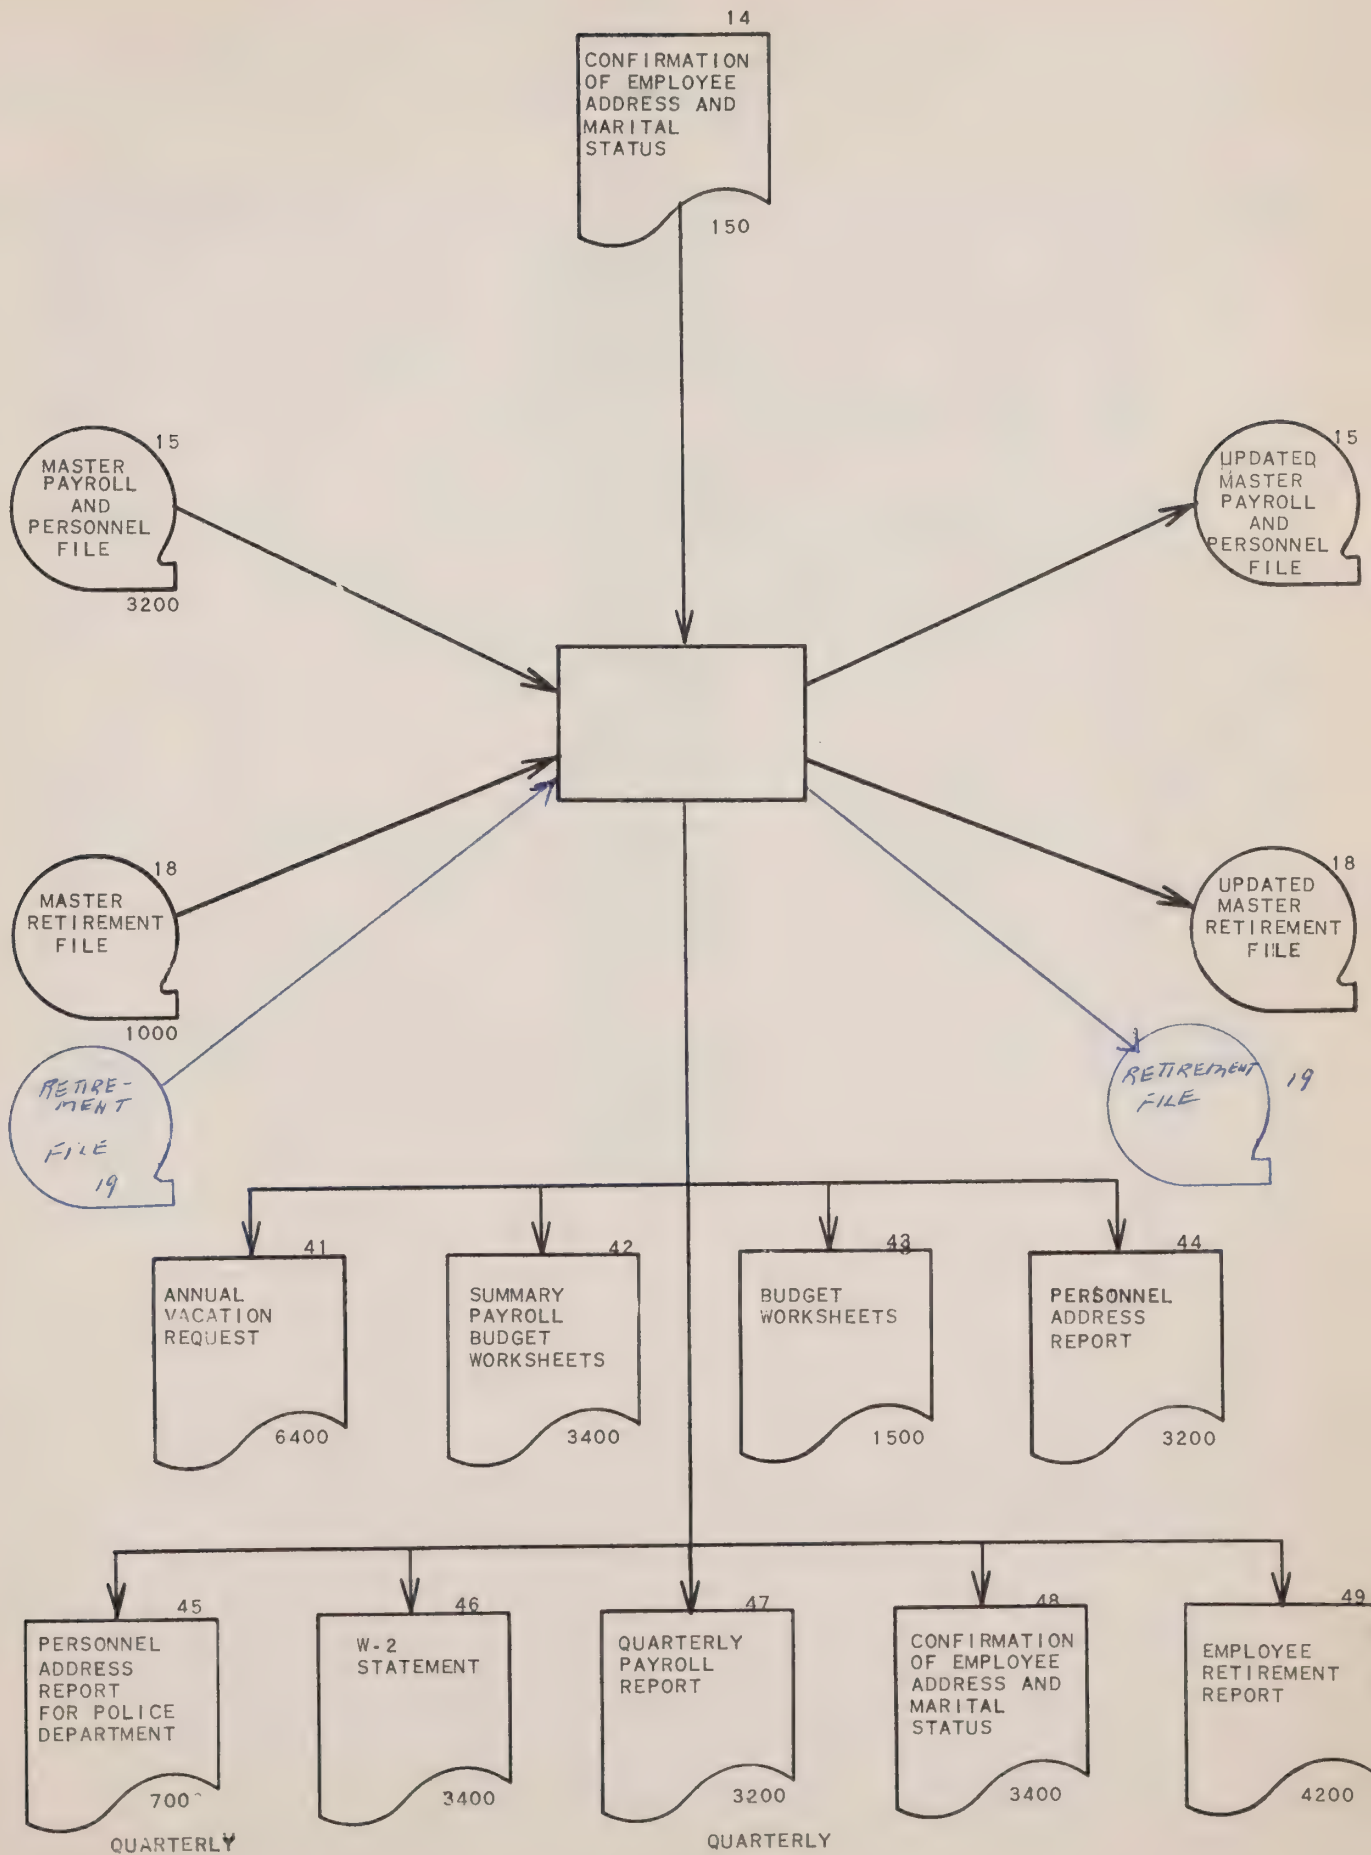 14
CONFIRMATION
OF EMPLOYEE
ADDRESS AND
MARITAL
STATUS
150
15
MASTER
PAYROLL
AND
PERSONNEL
FILE
3200
15
UPDATED
MASTER
PAYROLL
AND
PERSONNEL
FILE
18
MASTER
RETIREMENT
FILE
1000
18
UPDATED
MASTER
RETIREMENT
FILE
RETIRE-
MENT
FILE
19
RETIREMENT
FILE
19
41
ANNUAL
VACATION
REQUEST
6400
42
SUMMARY
PAYROLL
BUDGET
WORKSHEETS
3400
43
BUDGET
WORKSHEETS
1500
44
PERSONNEL
ADDRESS
REPORT
3200
45
PERSONNEL
ADDRESS
REPORT
FOR POLICE
DEPARTMENT
700
QUARTERLY
46
W-2
STATEMENT
3400
47
QUARTERLY
PAYROLL
REPORT
3200
QUARTERLY
48
CONFIRMATION
OF EMPLOYEE
ADDRESS AND
MARITAL
STATUS
3400
49
EMPLOYEE
RETIREMENT
REPORT
4200